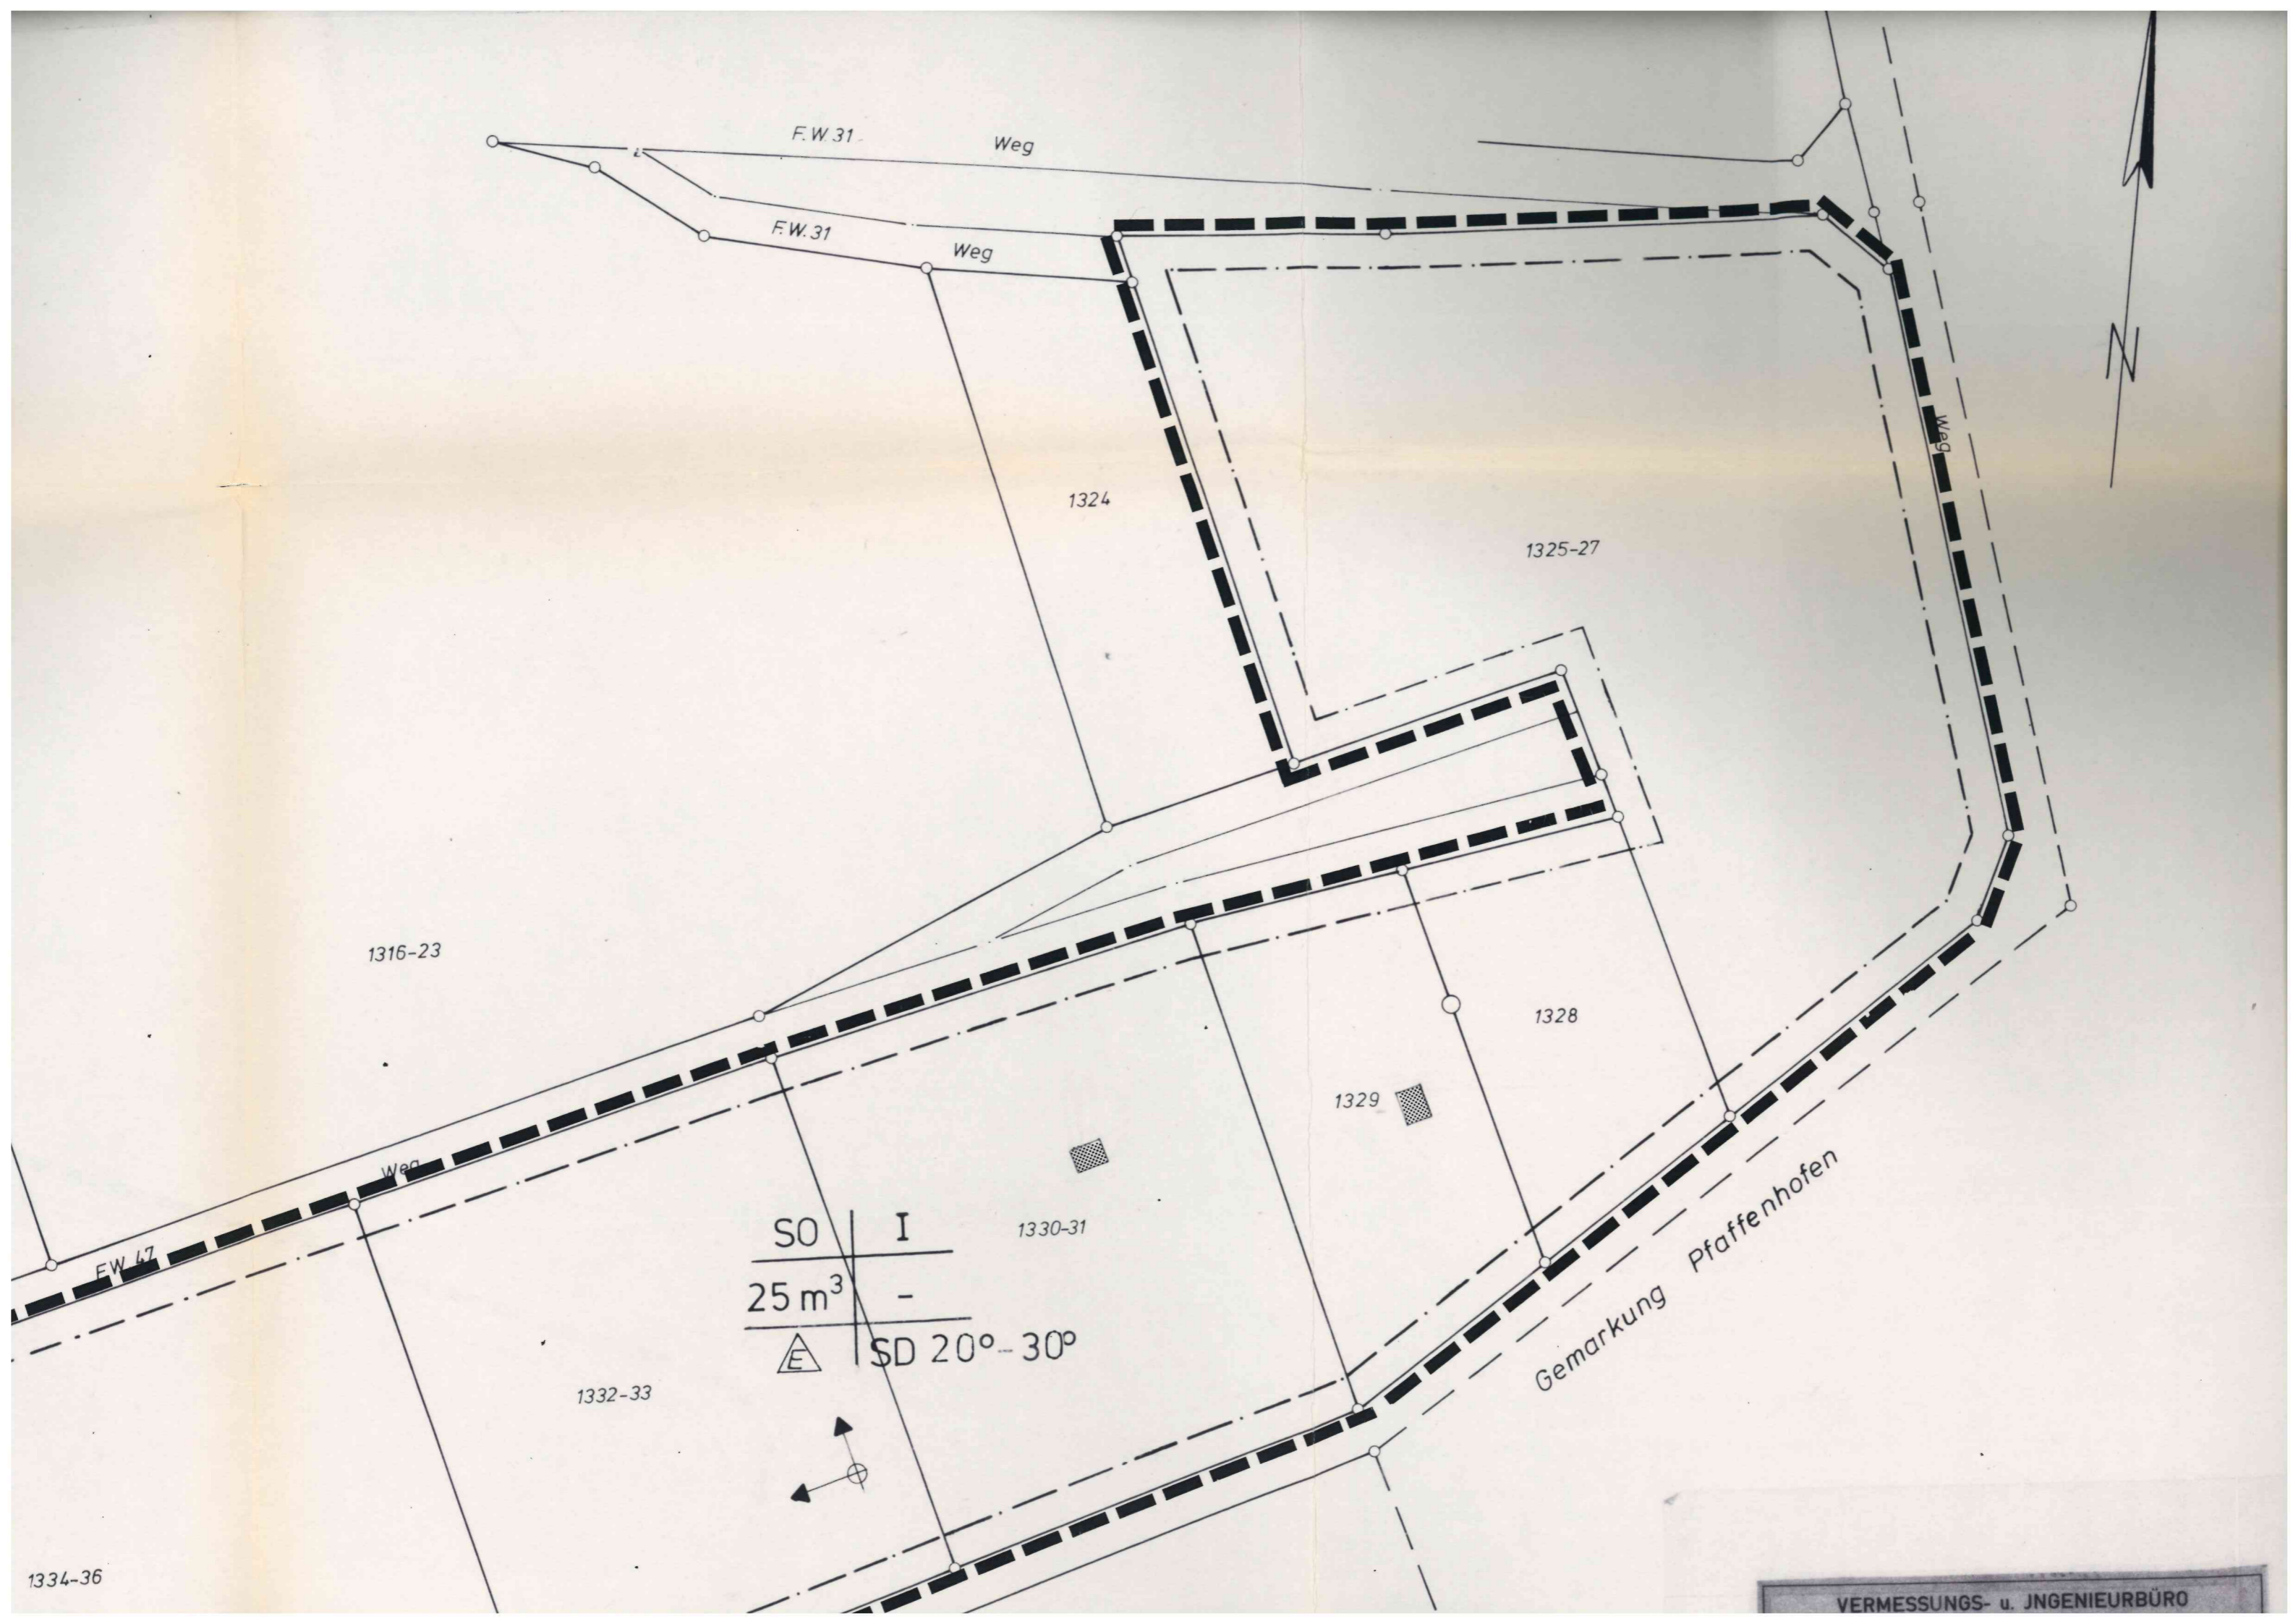 F.W.31
Weg
F.W.31
Weg
N
Weg
1324
1325-27
1316-23
1328
1329
Weg
FW 47
SO I
1330-31
25 m³ -
E SD 20°-30°
1332-33
Gemarkung Pfaffenhofen
1334-36
VERMESSUNGS- u. JNGENIEURBÜRO